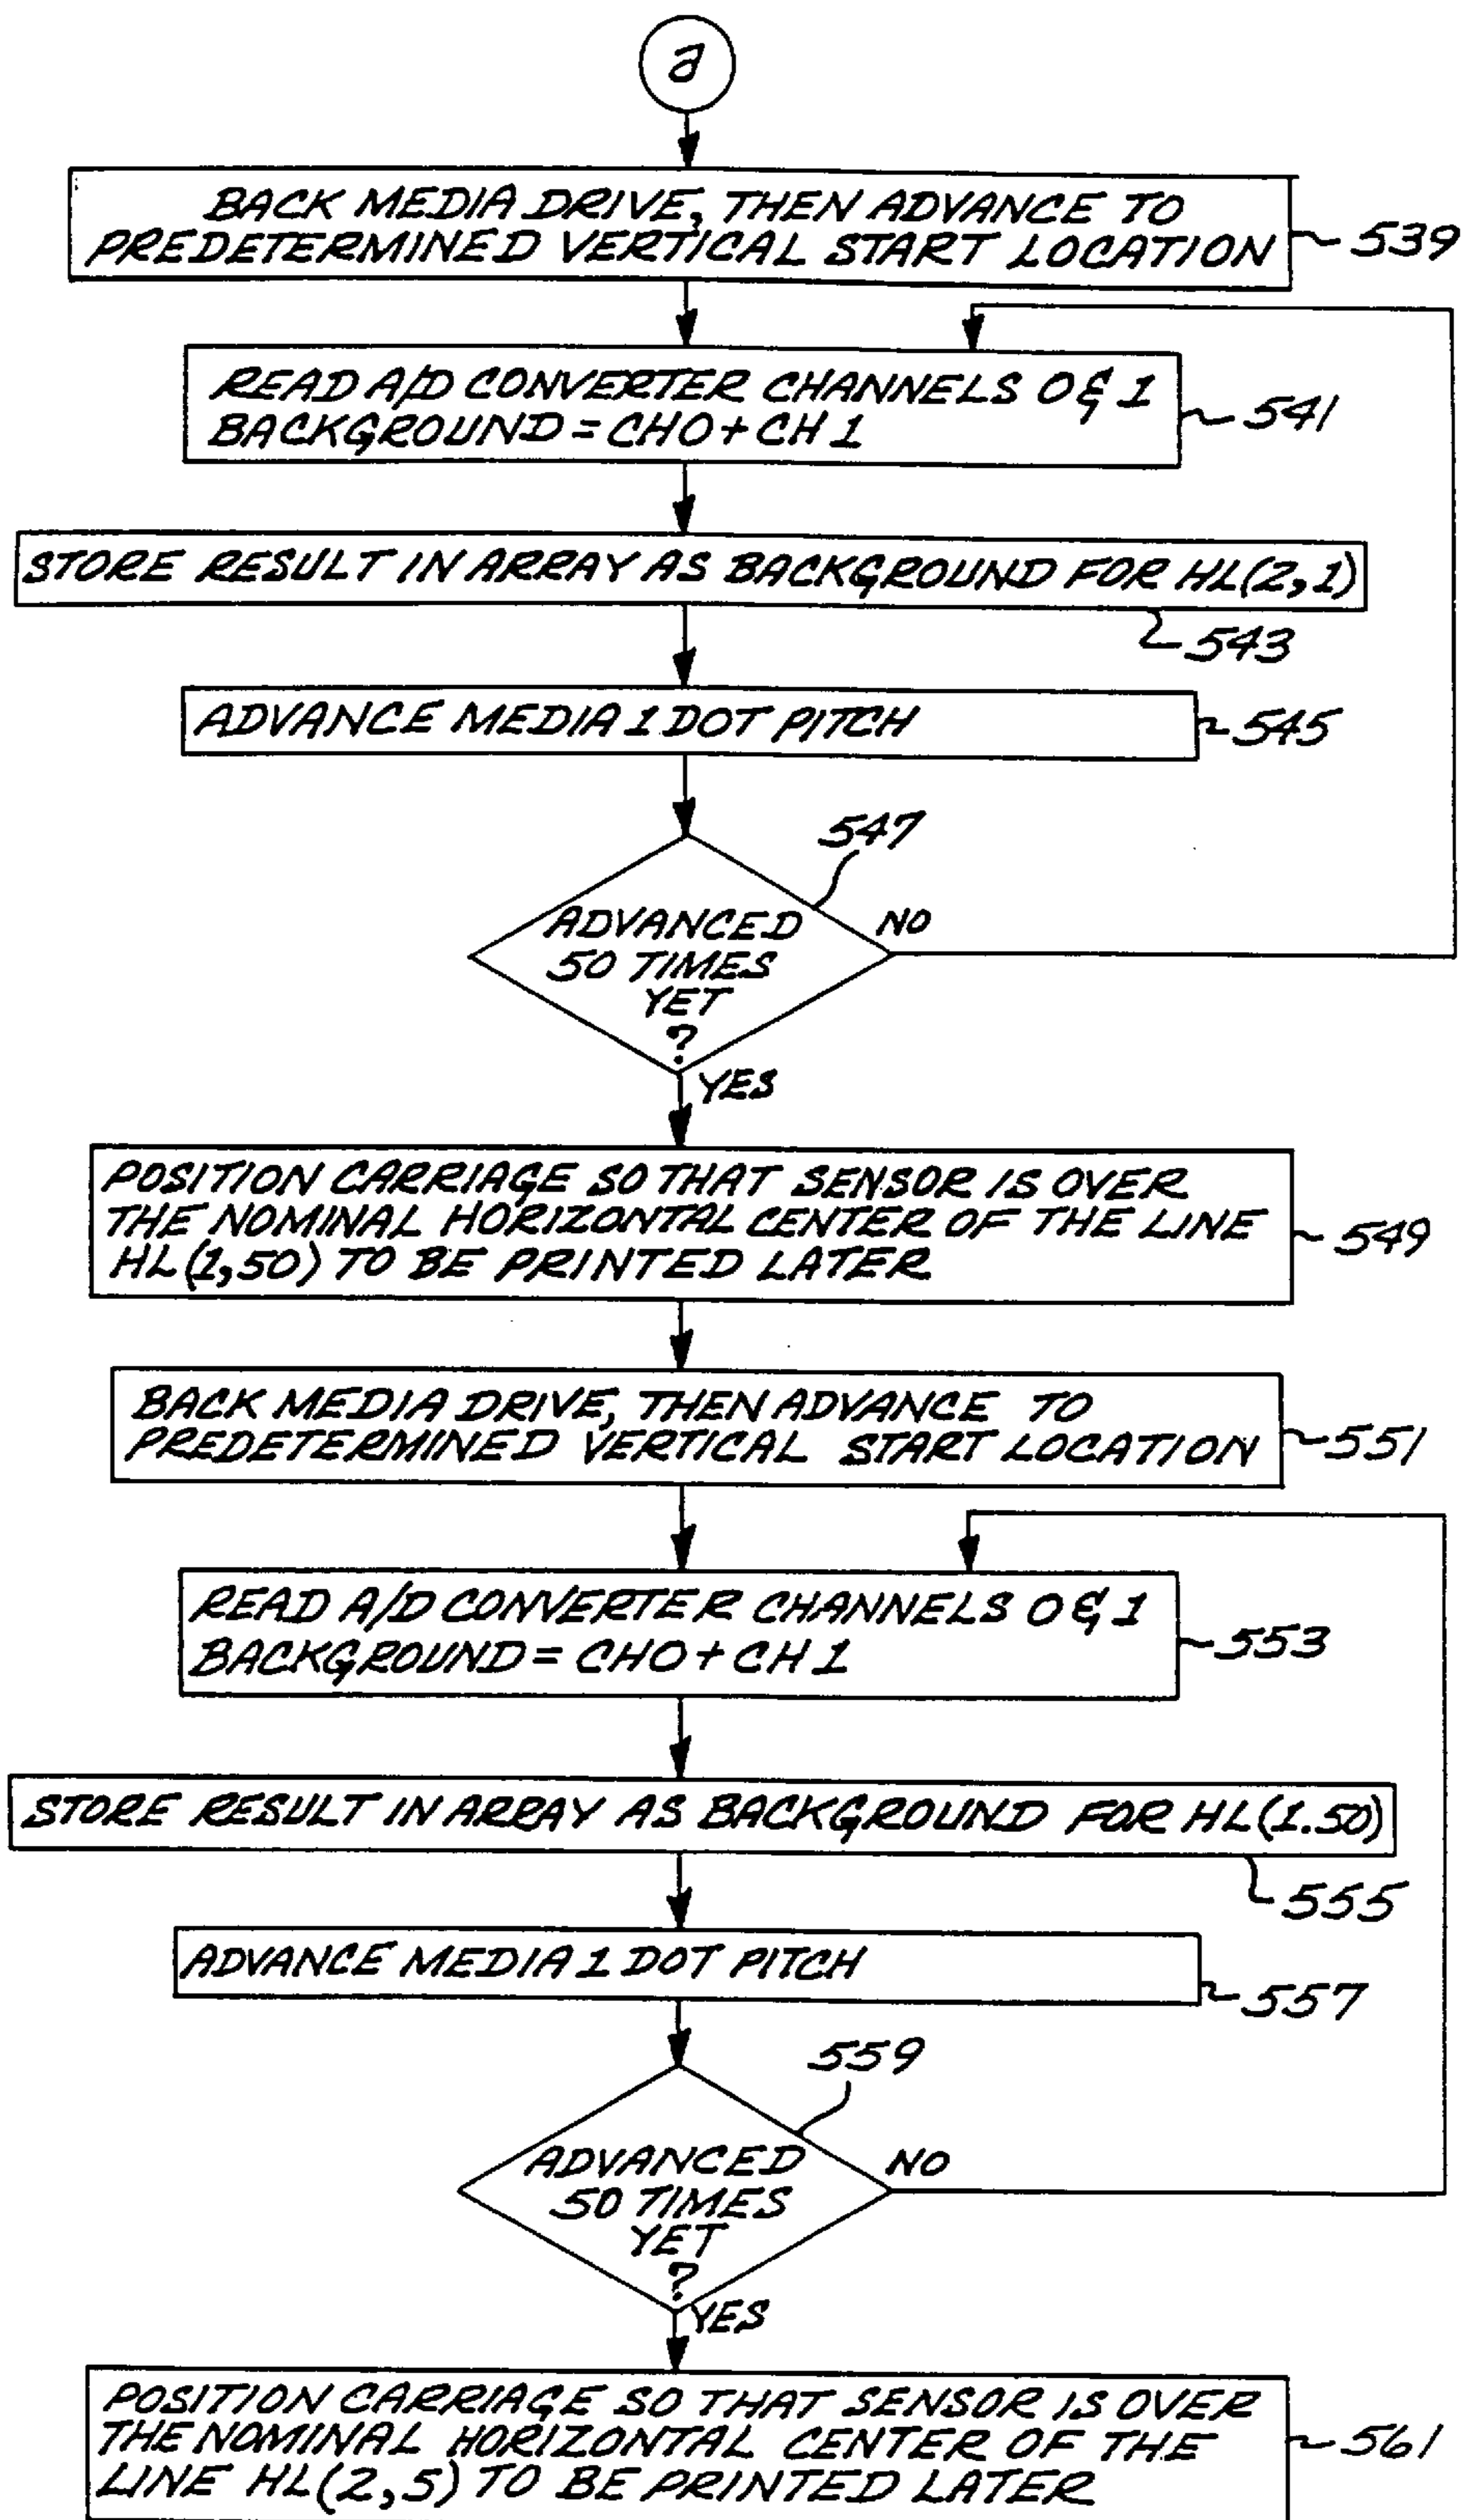 a
BACK MEDIA DRIVE, THEN ADVANCE TO
PREDETERMINED VERTICAL START LOCATION
539
READ A/D CONVERTER CHANNELS 0 & 1
BACKGROUND = CH0 + CH 1
541
STORE RESULT IN ARRAY AS BACKGROUND FOR HL(2,1)
543
ADVANCE MEDIA 1 DOT PITCH
545
547
ADVANCED
50 TIMES
YET
?
NO
YES
POSITION CARRIAGE SO THAT SENSOR IS OVER
THE NOMINAL HORIZONTAL CENTER OF THE LINE
HL(1,50) TO BE PRINTED LATER
549
BACK MEDIA DRIVE, THEN ADVANCE TO
PREDETERMINED VERTICAL START LOCATION
551
READ A/D CONVERTER CHANNELS 0 & 1
BACKGROUND = CH0 + CH 1
553
STORE RESULT IN ARRAY AS BACKGROUND FOR HL(1.50)
555
ADVANCE MEDIA 1 DOT PITCH
557
559
ADVANCED
50 TIMES
YET
?
NO
YES
POSITION CARRIAGE SO THAT SENSOR IS OVER
THE NOMINAL HORIZONTAL CENTER OF THE
LINE HL(2,5) TO BE PRINTED LATER
561